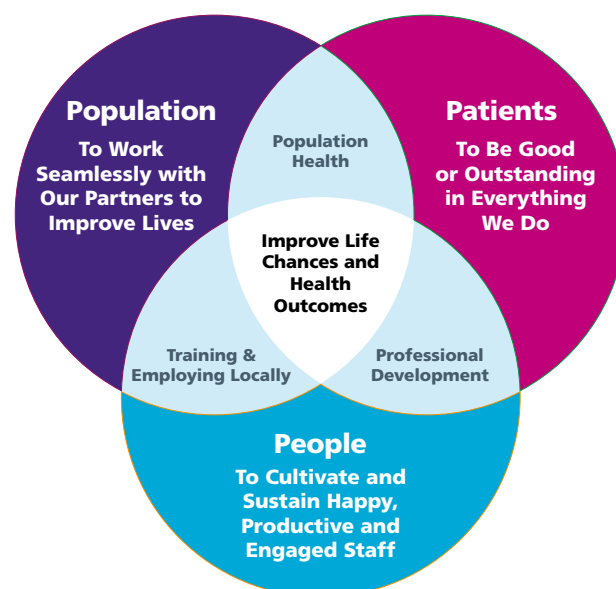 Population
To Work
Seamlessly with
Our Partners to
Improve Lives
Population
Health
Patients
To Be Good
or Outstanding
in Everything
We Do
Improve Life
Chances and
Health
Outcomes
Training &
Employing Locally
Professional
Development
People
To Cultivate and
Sustain Happy,
Productive and
Engaged Staff